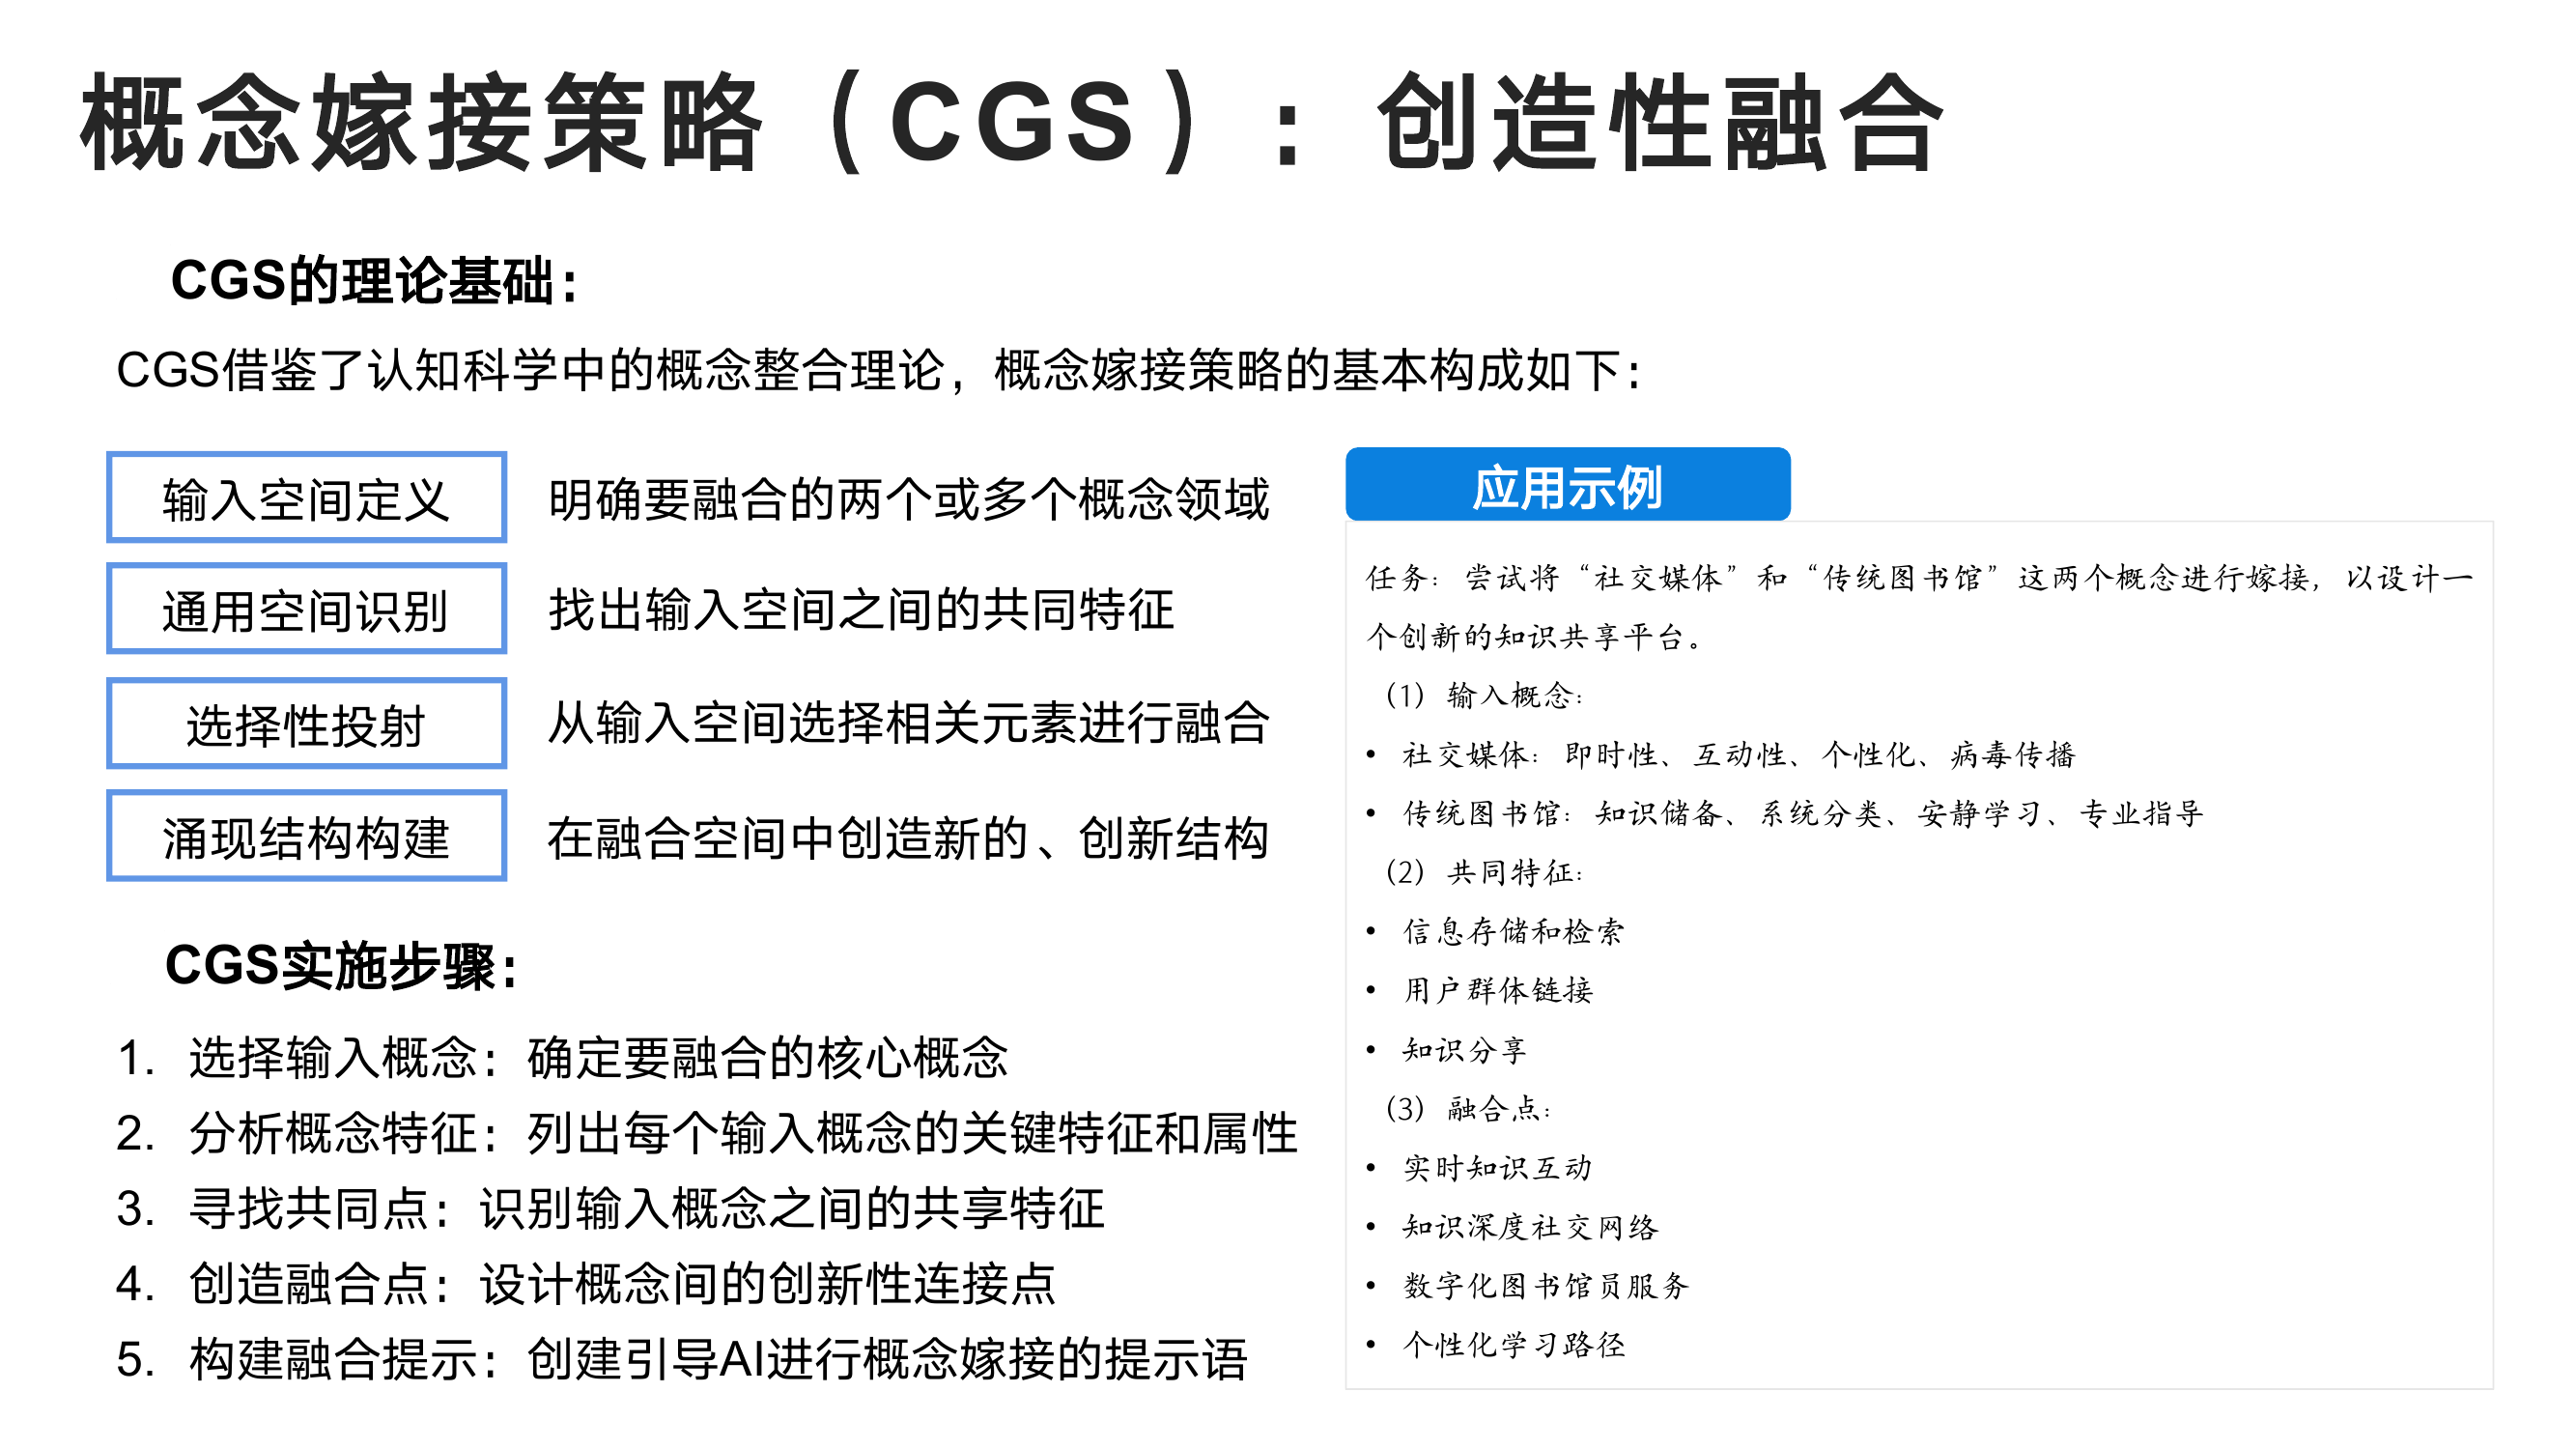 概念嫁接策略（CGS）：创造性融合
CGS的理论基础：
CGS借鉴了认知科学中的概念整合理论，概念嫁接策略的基本构成如下：
输入空间定义
明确要融合的两个或多个概念领域
通用空间识别
找出输入空间之间的共同特征
选择性投射
从输入空间选择相关元素进行融合
涌现结构构建
在融合空间中创造新的、创新结构
CGS实施步骤：
1. 选择输入概念：确定要融合的核心概念
2. 分析概念特征：列出每个输入概念的关键特征和属性
3. 寻找共同点：识别输入概念之间的共享特征
4. 创造融合点：设计概念间的创新性连接点
5. 构建融合提示：创建引导AI进行概念嫁接的提示语
应用示例
任务：尝试将“社交媒体”和“传统图书馆”这两个概念进行嫁接，以设计一
个创新的知识共享平台。
（1）输入概念：
• 社交媒体：即时性、互动性、个性化、病毒传播
• 传统图书馆：知识储备、系统分类、安静学习、专业指导
（2）共同特征：
• 信息存储和检索
• 用户群体链接
• 知识分享
（3）融合点：
• 实时知识互动
• 知识深度社交网络
• 数字化图书馆员服务
• 个性化学习路径